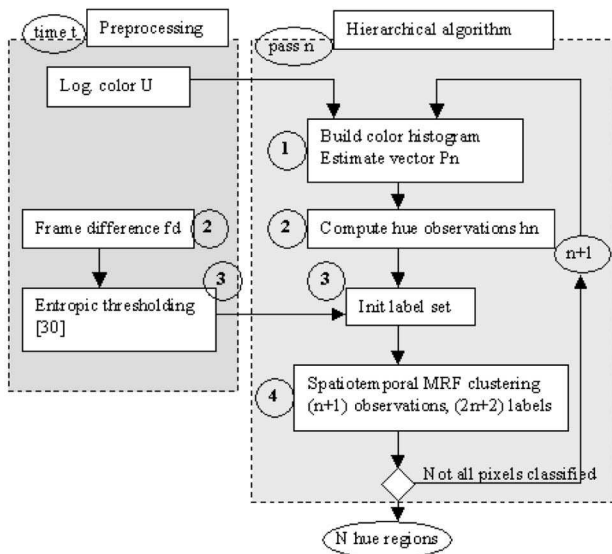 time t
Preprocessing
Log. color U
Frame difference fd
2
Entropic thresholding
[30]
3
pass n
Hierarchical algorithm
1
Build color histogram
Estimate vector Pn
2
Compute hue observations hn
n+1
3
Init label set
4
Spatiotemporal MRF clustering
(n+1) observations, (2n+2) labels
Not all pixels classified
N hue regions